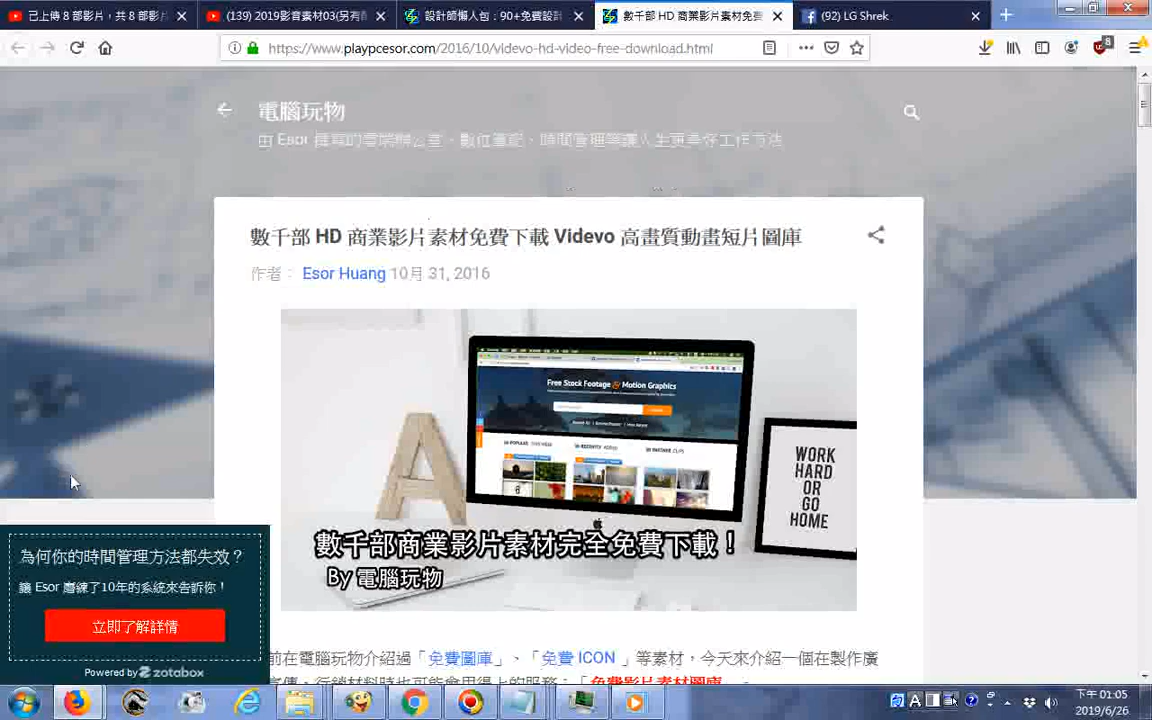 已上傳 8 部影片，共 8 部影片
(139) 2019影音素材03(另有
設計師懶人包：90+免費設計
數千部 HD 商業影片素材免費
(92) LG Shrek
https://www.playpcesor.com/2016/10/videvo-hd-video-free-download.html
8
電腦玩物
由 Esor 撰寫的雲端辦公室、數位筆記、時間管理等讓人生更美好工作方法
數千部 HD 商業影片素材免費下載 Videvo 高畫質動畫短片圖庫
作者： Esor Huang 10月 31, 2016
Free Stock Footage & Motion Graphics
A
WORK
HARD
OR
GO
HOME
數千部商業影片素材完全免費下載！
By 電腦玩物
為何你的時間管理方法都失效？
讓 Esor 磨練了10年的系統來告訴你！
立即了解詳情
Powered by zotabox
前在電腦玩物介紹過「免費圖庫」、「免費 ICON 」等素材，今天來介紹一個在製作廣
宣傳、行銷材料時也可能會用得上的服務：「免費影片素材圖庫」。
下午 01:05
2019/6/26